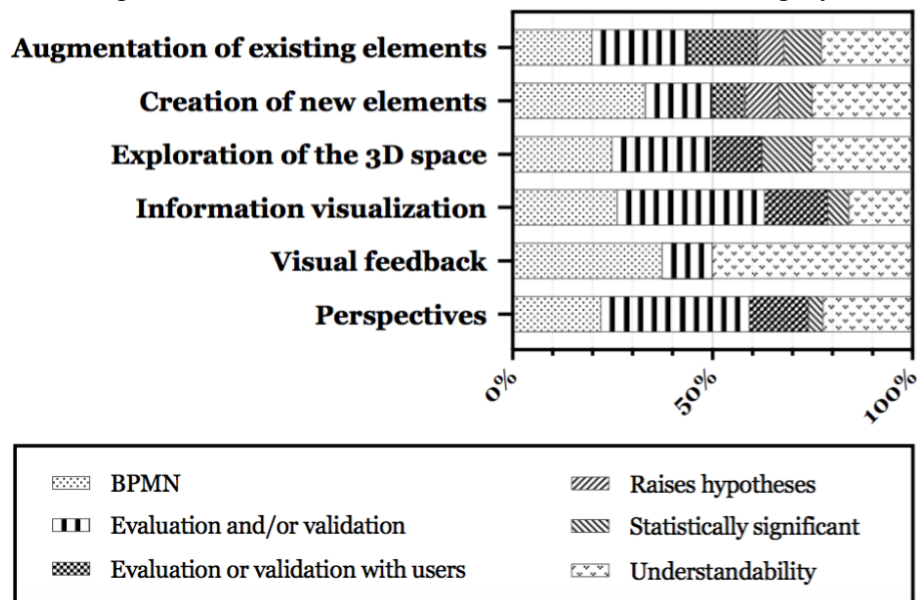 Augmentation of existing elements
Creation of new elements
Exploration of the 3D space
Information visualization
Visual feedback
Perspectives
0% 50% 100%
BPMN
Evaluation and/or validation
Evaluation or validation with users
Raises hypotheses
Statistically significant
Understandability